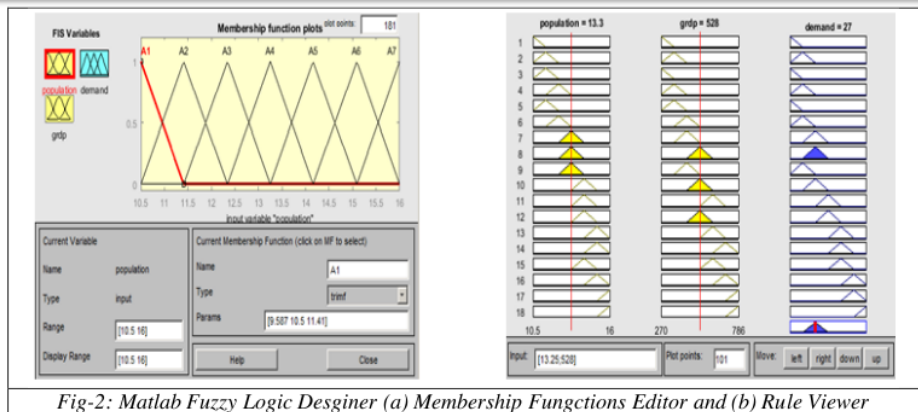 FIS Variables
Membership function plots
plot points:
181
population
demand
grdp
A1
A2
A3
A4
A5
A6
A7
1
0.5
0
10.5
11
11.5
12
12.5
13
13.5
14
14.5
15
15.5
16
input variable "population"
Current Variable
Name
population
Type
input
Range
[10.5 16]
Display Range
[10.5 16]
Current Membership Function (click on MF to select)
Name
A1
Type
trimf
Params
[9.587 10.5 11.41]
Help
Close
population = 13.3
grdp = 528
demand = 27
1
2
3
4
5
6
7
8
9
10
11
12
13
14
15
16
17
18
10.5
16
270
786
Input:
[13.25;528]
Plot points:
101
Move:
left
right
down
up
Fig-2: Matlab Fuzzy Logic Desginer (a) Membership Fungctions Editor and (b) Rule Viewer